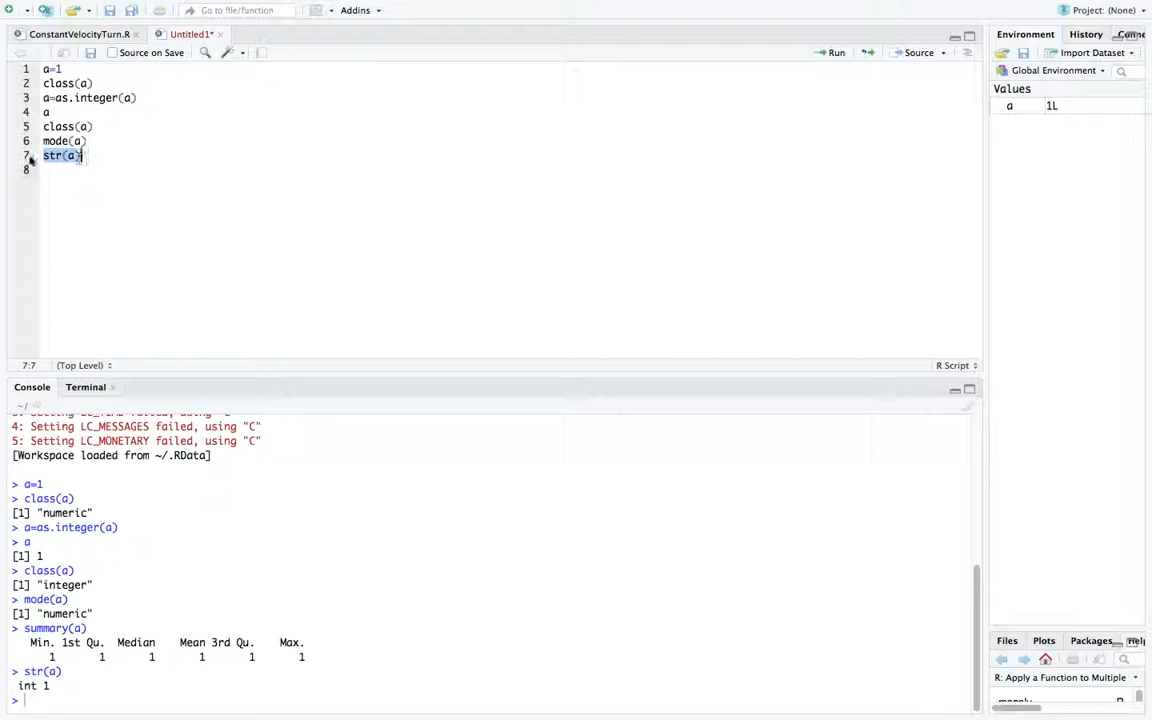 Go to file/function
Addins
Project: (None)
ConstantVelocityTurn.R
Untitled1*
Source on Save
Run
Source
1 a=1
2 class(a)
3 a=as.integer(a)
4 a
5 class(a)
6 mode(a)
7 str(a)
8
7:7
(Top Level)
R Script
Console
Terminal
~/
4: Setting LC_MESSAGES failed, using "C"
5: Setting LC_MONETARY failed, using "C"
[Workspace loaded from ~/.RData]
> a=1
> class(a)
[1] "numeric"
> a=as.integer(a)
> a
[1] 1
> class(a)
[1] "integer"
> mode(a)
[1] "numeric"
> summary(a)
Min. 1st Qu. Median Mean 3rd Qu. Max.
1 1 1 1 1 1
> str(a)
int 1
>
Environment
History
Import Dataset
Global Environment
Values
a 1L
Files
Plots
Packages
R: Apply a Function to Multiple